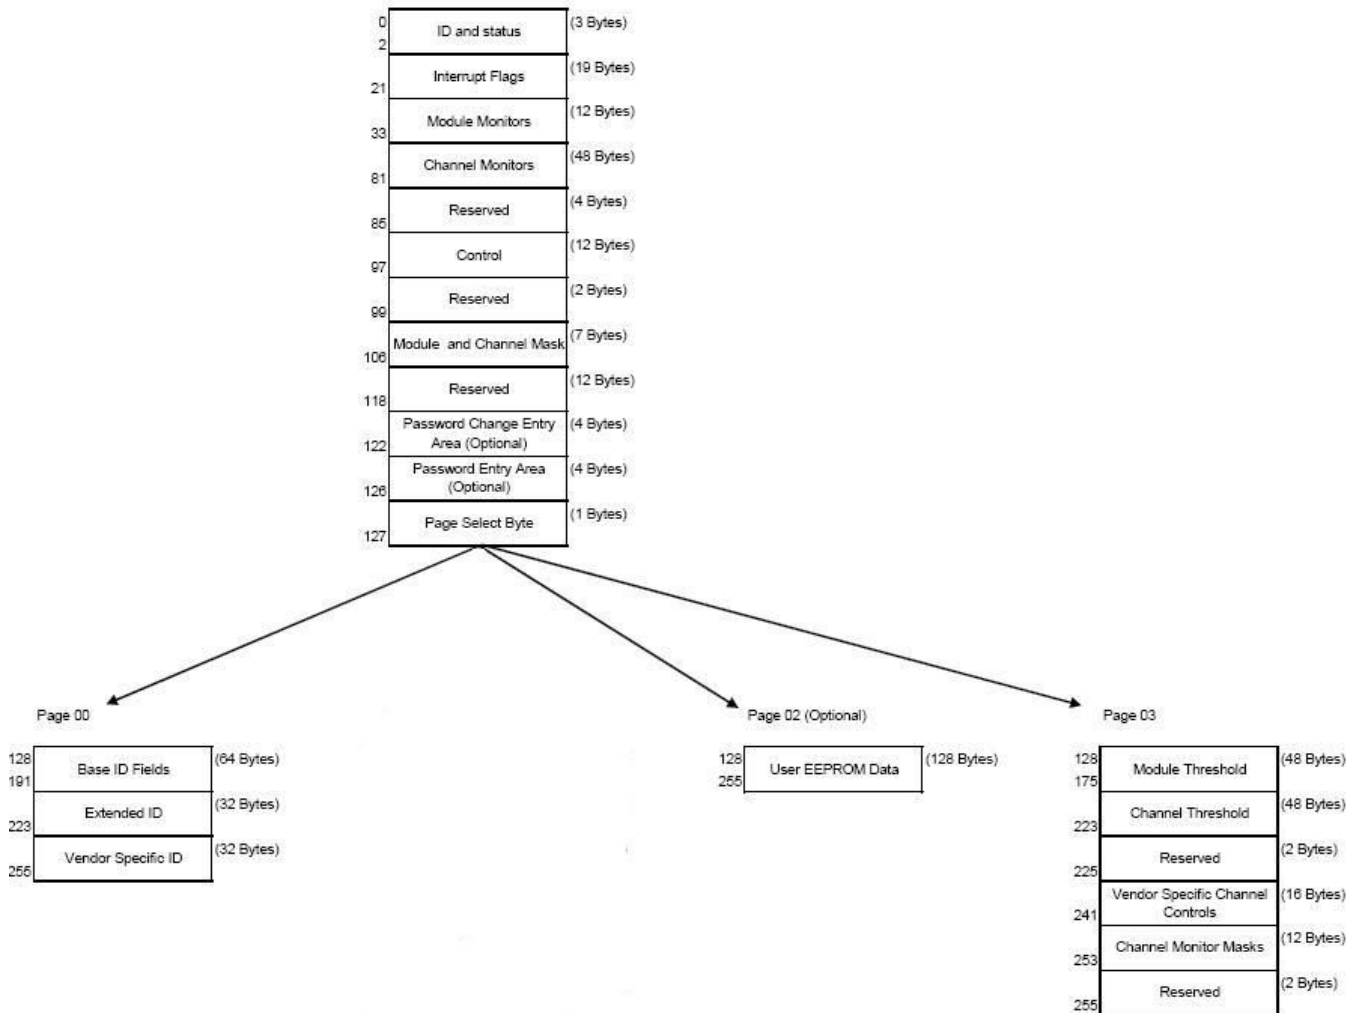 0
ID and status
(3 Bytes)
2
Interrupt Flags
(19 Bytes)
21
Module Monitors
(12 Bytes)
33
Channel Monitors
(48 Bytes)
81
Reserved
(4 Bytes)
85
Control
(12 Bytes)
97
Reserved
(2 Bytes)
99
Module and Channel Mask
(7 Bytes)
106
Reserved
(12 Bytes)
118
Password Change Entry
Area (Optional)
(4 Bytes)
122
Password Entry Area
(Optional)
(4 Bytes)
126
Page Select Byte
(1 Bytes)
127
Page 00
128
Base ID Fields
(64 Bytes)
191
Extended ID
(32 Bytes)
223
Vendor Specific ID
(32 Bytes)
255
Page 02 (Optional)
128
User EEPROM Data
(128 Bytes)
255
Page 03
128
Module Threshold
(48 Bytes)
175
Channel Threshold
(48 Bytes)
223
Reserved
(2 Bytes)
225
Vendor Specific Channel
Controls
(16 Bytes)
241
Channel Monitor Masks
(12 Bytes)
253
Reserved
(2 Bytes)
255